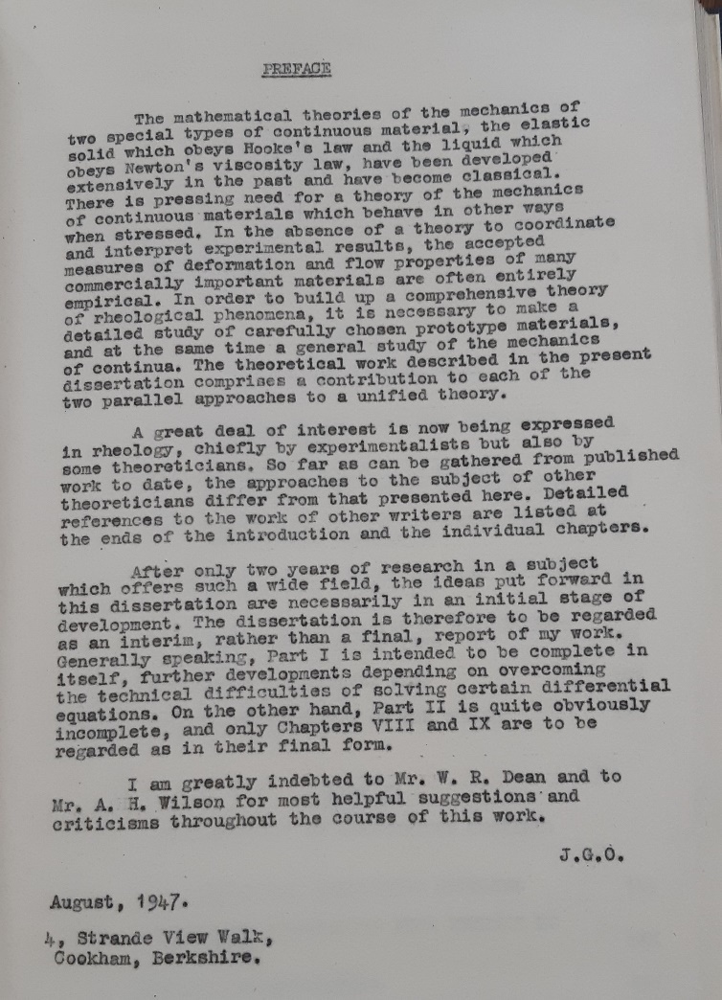 PREFACE
The mathematical theories of the mechanics of
two special types of continuous material, the elastic
solid which obeys Hooke's law and the liquid which
obeys Newton's viscosity law, have been developed
extensively in the past and have become classical.
There is pressing need for a theory of the mechanics
of continuous materials which behave in other ways
when stressed. In the absence of a theory to coordinate
and interpret experimental results, the accepted
measures of deformation and flow properties of many
commercially important materials are often entirely
empirical. In order to build up a comprehensive theory
of rheological phenomena, it is necessary to make a
detailed study of carefully chosen prototype materials,
and at the same time a general study of the mechanics
of continua. The theoretical work described in the present
dissertation comprises a contribution to each of the
two parallel approaches to a unified theory.
A great deal of interest is now being expressed
in rheology, chiefly by experimentalists but also by
some theoreticians. So far as can be gathered from published
work to date, the approaches to the subject of other
theoreticians differ from that presented here. Detailed
references to the work of other writers are listed at
the ends of the introduction and the individual chapters.
After only two years of research in a subject
which offers such a wide field, the ideas put forward in
this dissertation are necessarily in an initial stage of
development. The dissertation is therefore to be regarded
as an interim, rather than a final, report of my work.
Generally speaking, Part I is intended to be complete in
itself, further developments depending on overcoming
the technical difficulties of solving certain differential
equations. On the other hand, Part II is quite obviously
incomplete, and only Chapters VIII and IX are to be
regarded as in their final form.
I am greatly indebted to Mr. W. R. Dean and to
Mr. A. H. Wilson for most helpful suggestions and
criticisms throughout the course of this work.
J.G.O.
August, 1947.
4, Strande View Walk,
Cookham, Berkshire.